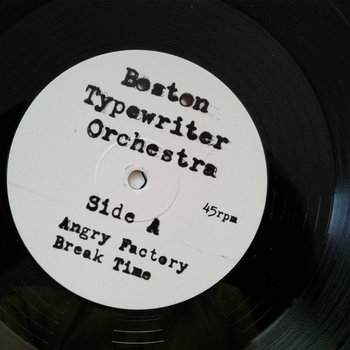 Boston
Typewriter
Orchestra
Side A
45rpm
Angry Factory
Break Time